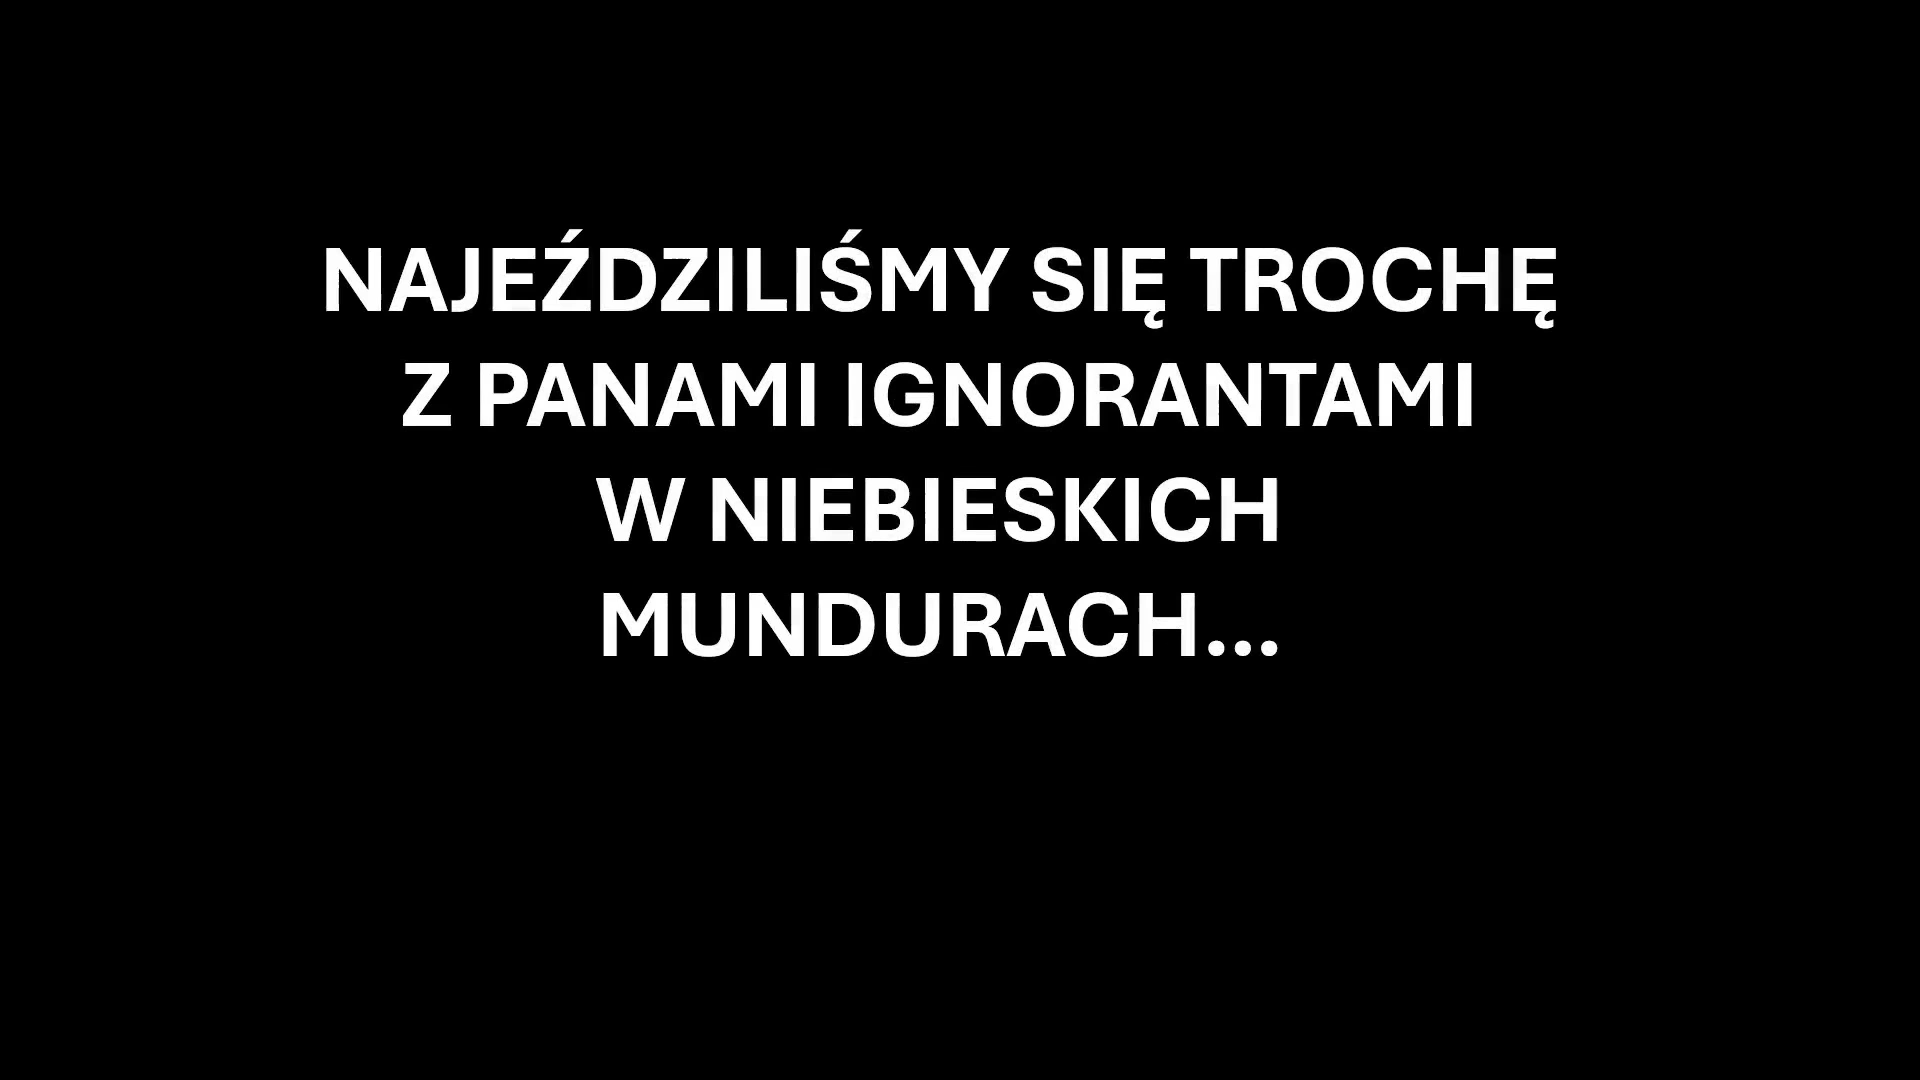 NAJEŹDZILIŚMY SIĘ TROCHĘ
Z PANAMI IGNORANTAMI
W NIEBIESKICH
MUNDURACH...